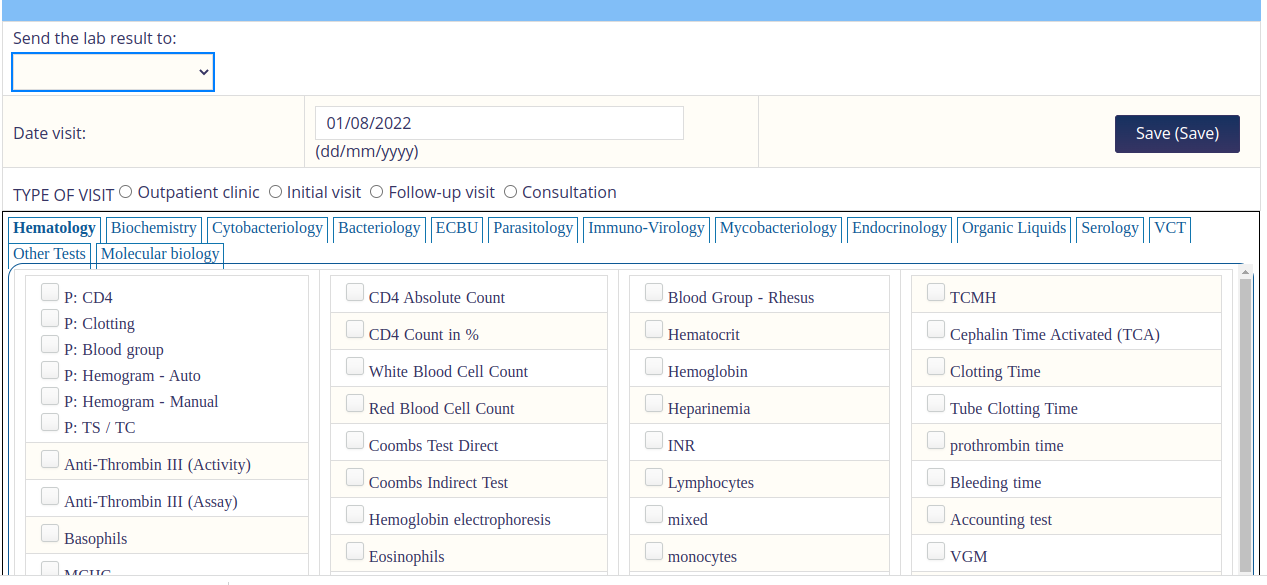 Send the lab result to:
Date visit:
01/08/2022
(dd/mm/yyyy)
Save (Save)
TYPE OF VISIT Outpatient clinic Initial visit Follow-up visit Consultation
Hematology Biochemistry Cytobacteriology Bacteriology ECBU Parasitology Immuno-Virology Mycobacteriology Endocrinology Organic Liquids Serology VCT
Other Tests Molecular biology
P: CD4
P: Clotting
P: Blood group
P: Hemogram - Auto
P: Hemogram - Manual
P: TS / TC
Anti-Thrombin III (Activity)
Anti-Thrombin III (Assay)
Basophils
CD4 Absolute Count
CD4 Count in %
White Blood Cell Count
Red Blood Cell Count
Coombs Test Direct
Coombs Indirect Test
Hemoglobin electrophoresis
Eosinophils
Blood Group - Rhesus
Hematocrit
Hemoglobin
Heparinemia
INR
Lymphocytes
mixed
monocytes
TCMH
Cephalin Time Activated (TCA)
Clotting Time
Tube Clotting Time
prothrombin time
Bleeding time
Accounting test
VGM